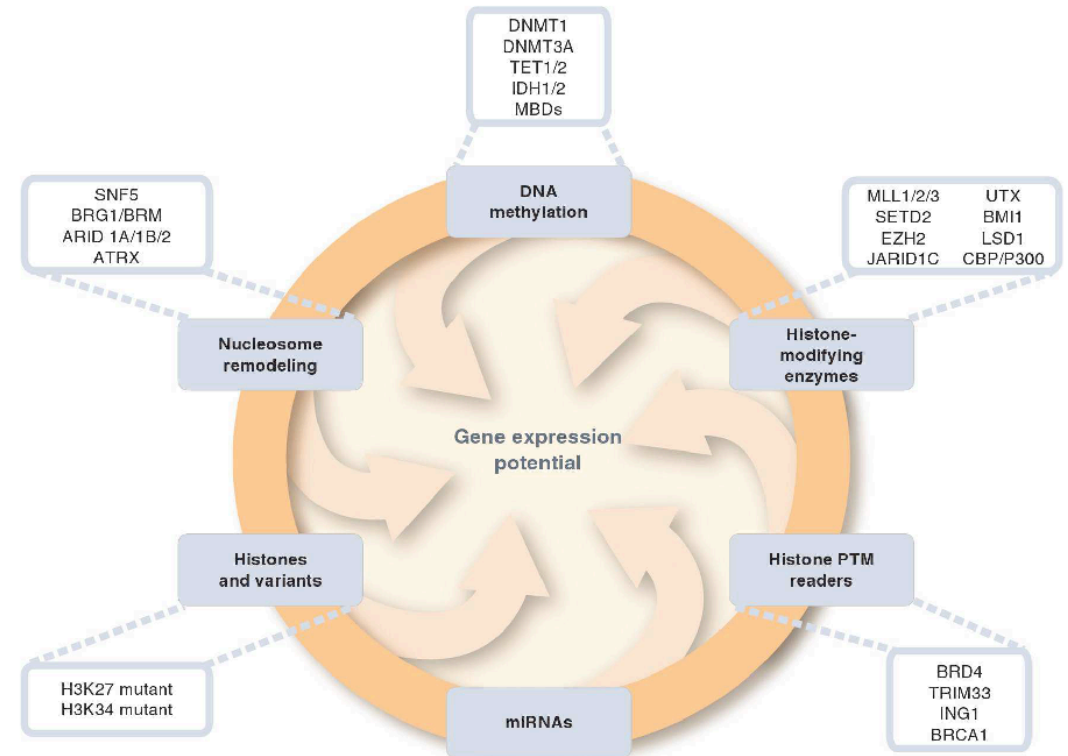 DNMT1
DNMT3A
TET1/2
IDH1/2
MBDs
DNA
methylation
SNF5
BRG1/BRM
ARID 1A/1B/2
ATRX
MLL1/2/3 UTX
SETD2 BMI1
EZH2 LSD1
JARID1C CBP/P300
Nucleosome
remodeling
Histone-
modifying
enzymes
Gene expression
potential
Histones
and variants
Histone PTM
readers
H3K27 mutant
H3K34 mutant
miRNAs
BRD4
TRIM33
ING1
BRCA1